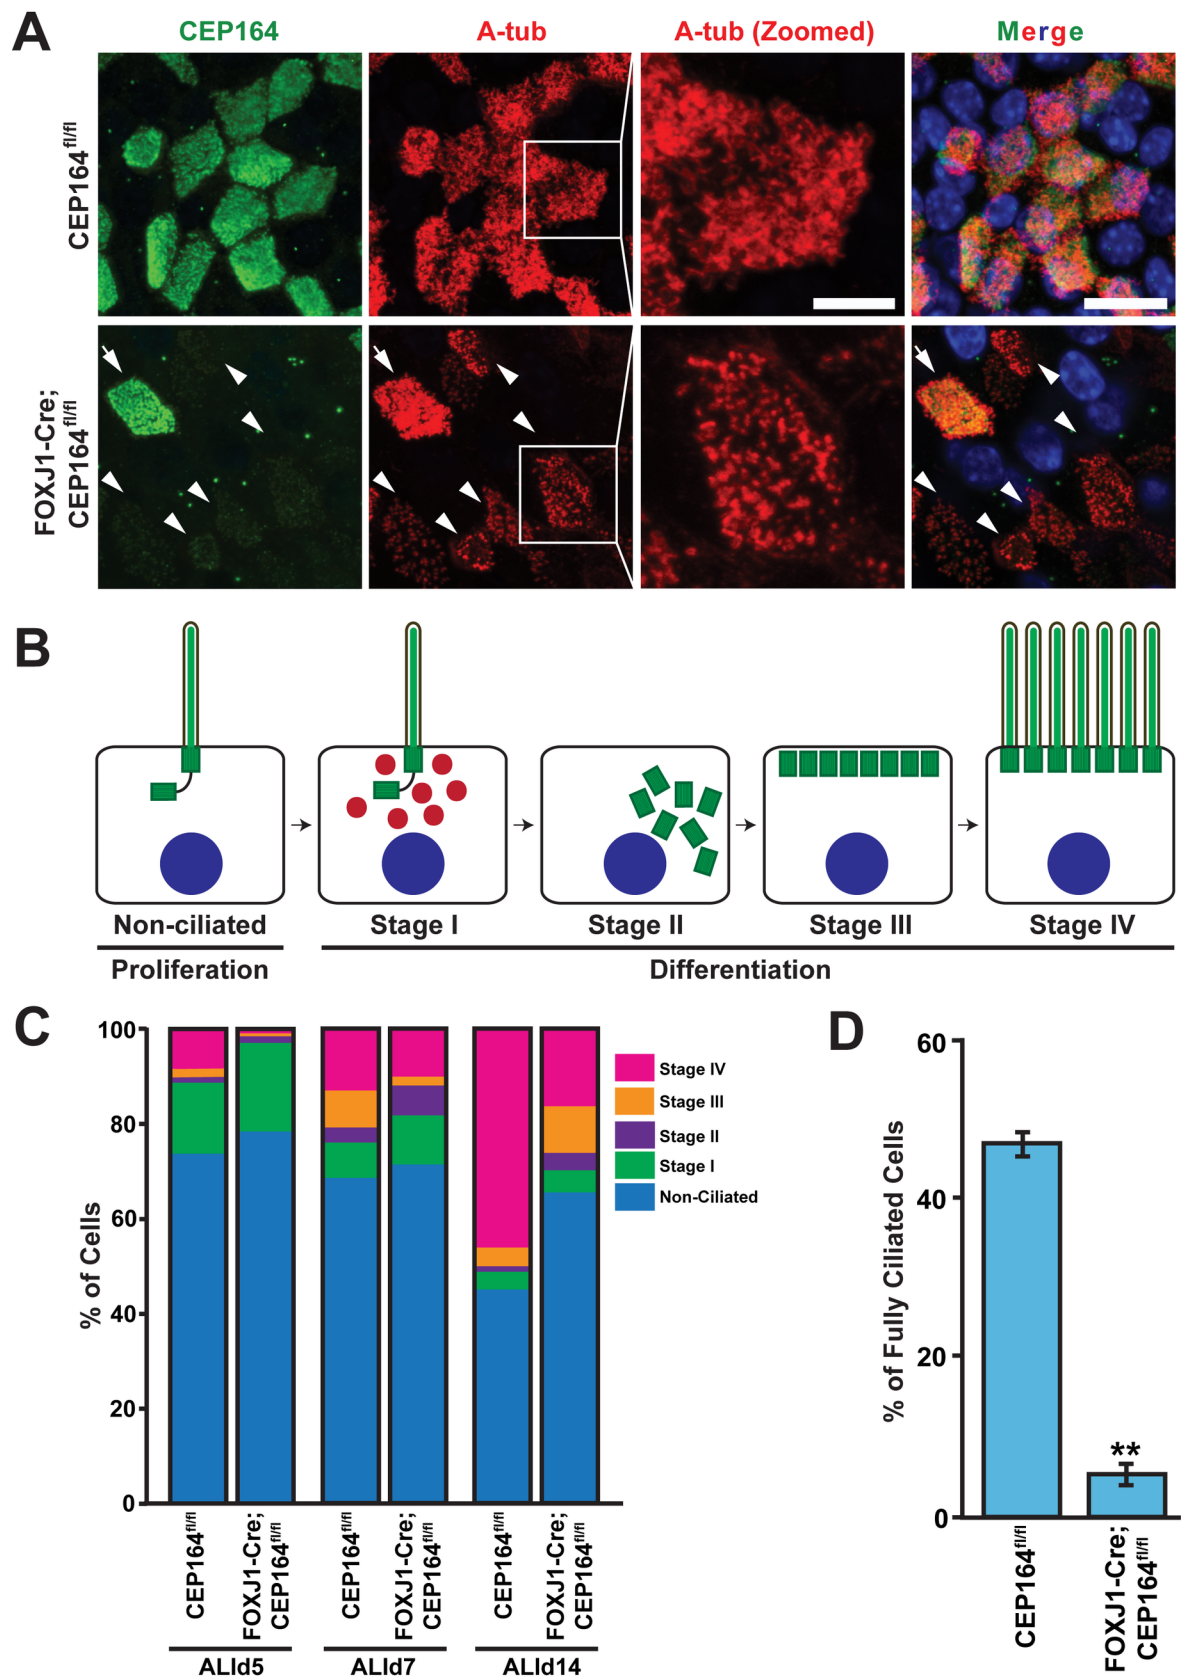 A
CEP164
A-tub
A-tub (Zoomed)
Merge
CEP164fl/fl
FOXJ1-Cre;
CEP164fl/fl
B
Non-ciliated
Stage I
Stage II
Stage III
Stage IV
Proliferation
Differentiation
C
% of Cells
100
80
60
40
20
0
Stage IV
Stage III
Stage II
Stage I
Non-Ciliated
CEP164fl/fl
FOXJ1-Cre;
CEP164fl/fl
CEP164fl/fl
FOXJ1-Cre;
CEP164fl/fl
CEP164fl/fl
FOXJ1-Cre;
CEP164fl/fl
ALId5
ALId7
ALId14
D
% of Fully Ciliated Cells
60
40
20
0
**
CEP164fl/fl
FOXJ1-Cre;
CEP164fl/fl